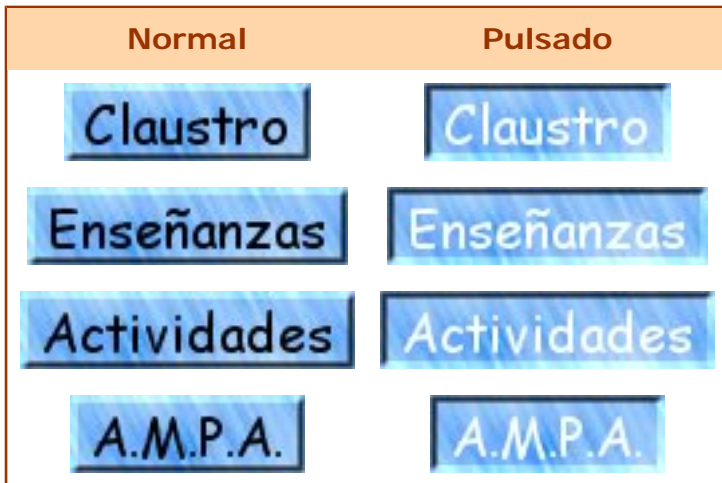 Normal Pulsado
Claustro Claustro
Enseñanzas Enseñanzas
Actividades Actividades
A.M.P.A. A.M.P.A.